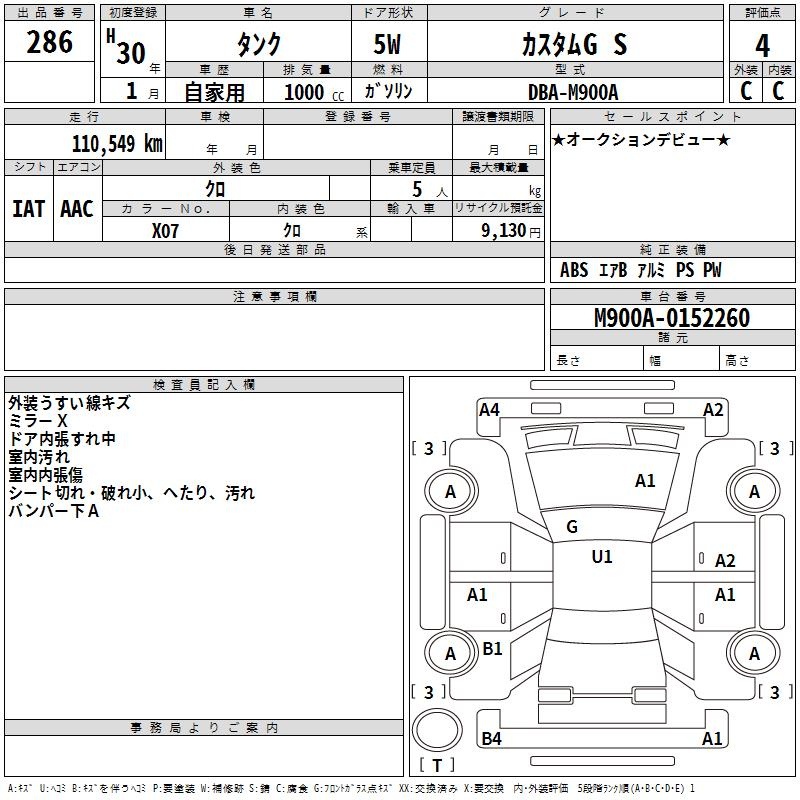 出品番号 初度登録 車名 ドア形状 グレード 評価点
286 H30年 タンク 5W カスタムG S 4
車歴 排気量 燃料 型式 外装 内装
1月 自家用 1000 CC ガソリン DBA-M900A C C
走行 車検 登録番号 譲渡書類期限 セールスポイント
110,549 km 年 月 月 日 ★オークションデビュー★
シフト エアコン 外装色 乗車定員 最大積載量
IAT AAC クロ 5 人 kg
カラーNo. 内装色 輸入車 リサイクル預託金
X07 クロ 系 9,130円
後日発送部品 純正装備
ABS エアB アルミ PS PW
注意事項欄 車台番号
M900A-0152260
諸元
長さ 幅 高さ
検査員記入欄
外装うすい線キズ
ミラーX
ドア内張すれ中
室内汚れ
室内内張傷
シート切れ・破れ小、へたり、汚れ
バンパー下A
A4 A2
[ 3 ] [ 3 ]
A1
A A
G
U1
A2
A1 A1
B1
A A
[ 3 ] [ 3 ]
B4 A1
[ T ]
事務局よりご案内
A:キズ U:ヘコミ B:キズを伴うヘコミ P:要塗装 W:補修跡 S:錆 C:腐食 G:フロントガラス点キズ XX:交換済み X:要交換 内・外装評価 5段階ランク順(A・B・C・D・E) 1